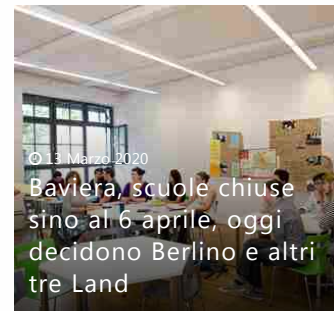 13 Marzo 2020
Baviera, scuole chiuse
sino al 6 aprile, oggi
decidono Berlino e altri
tre Land